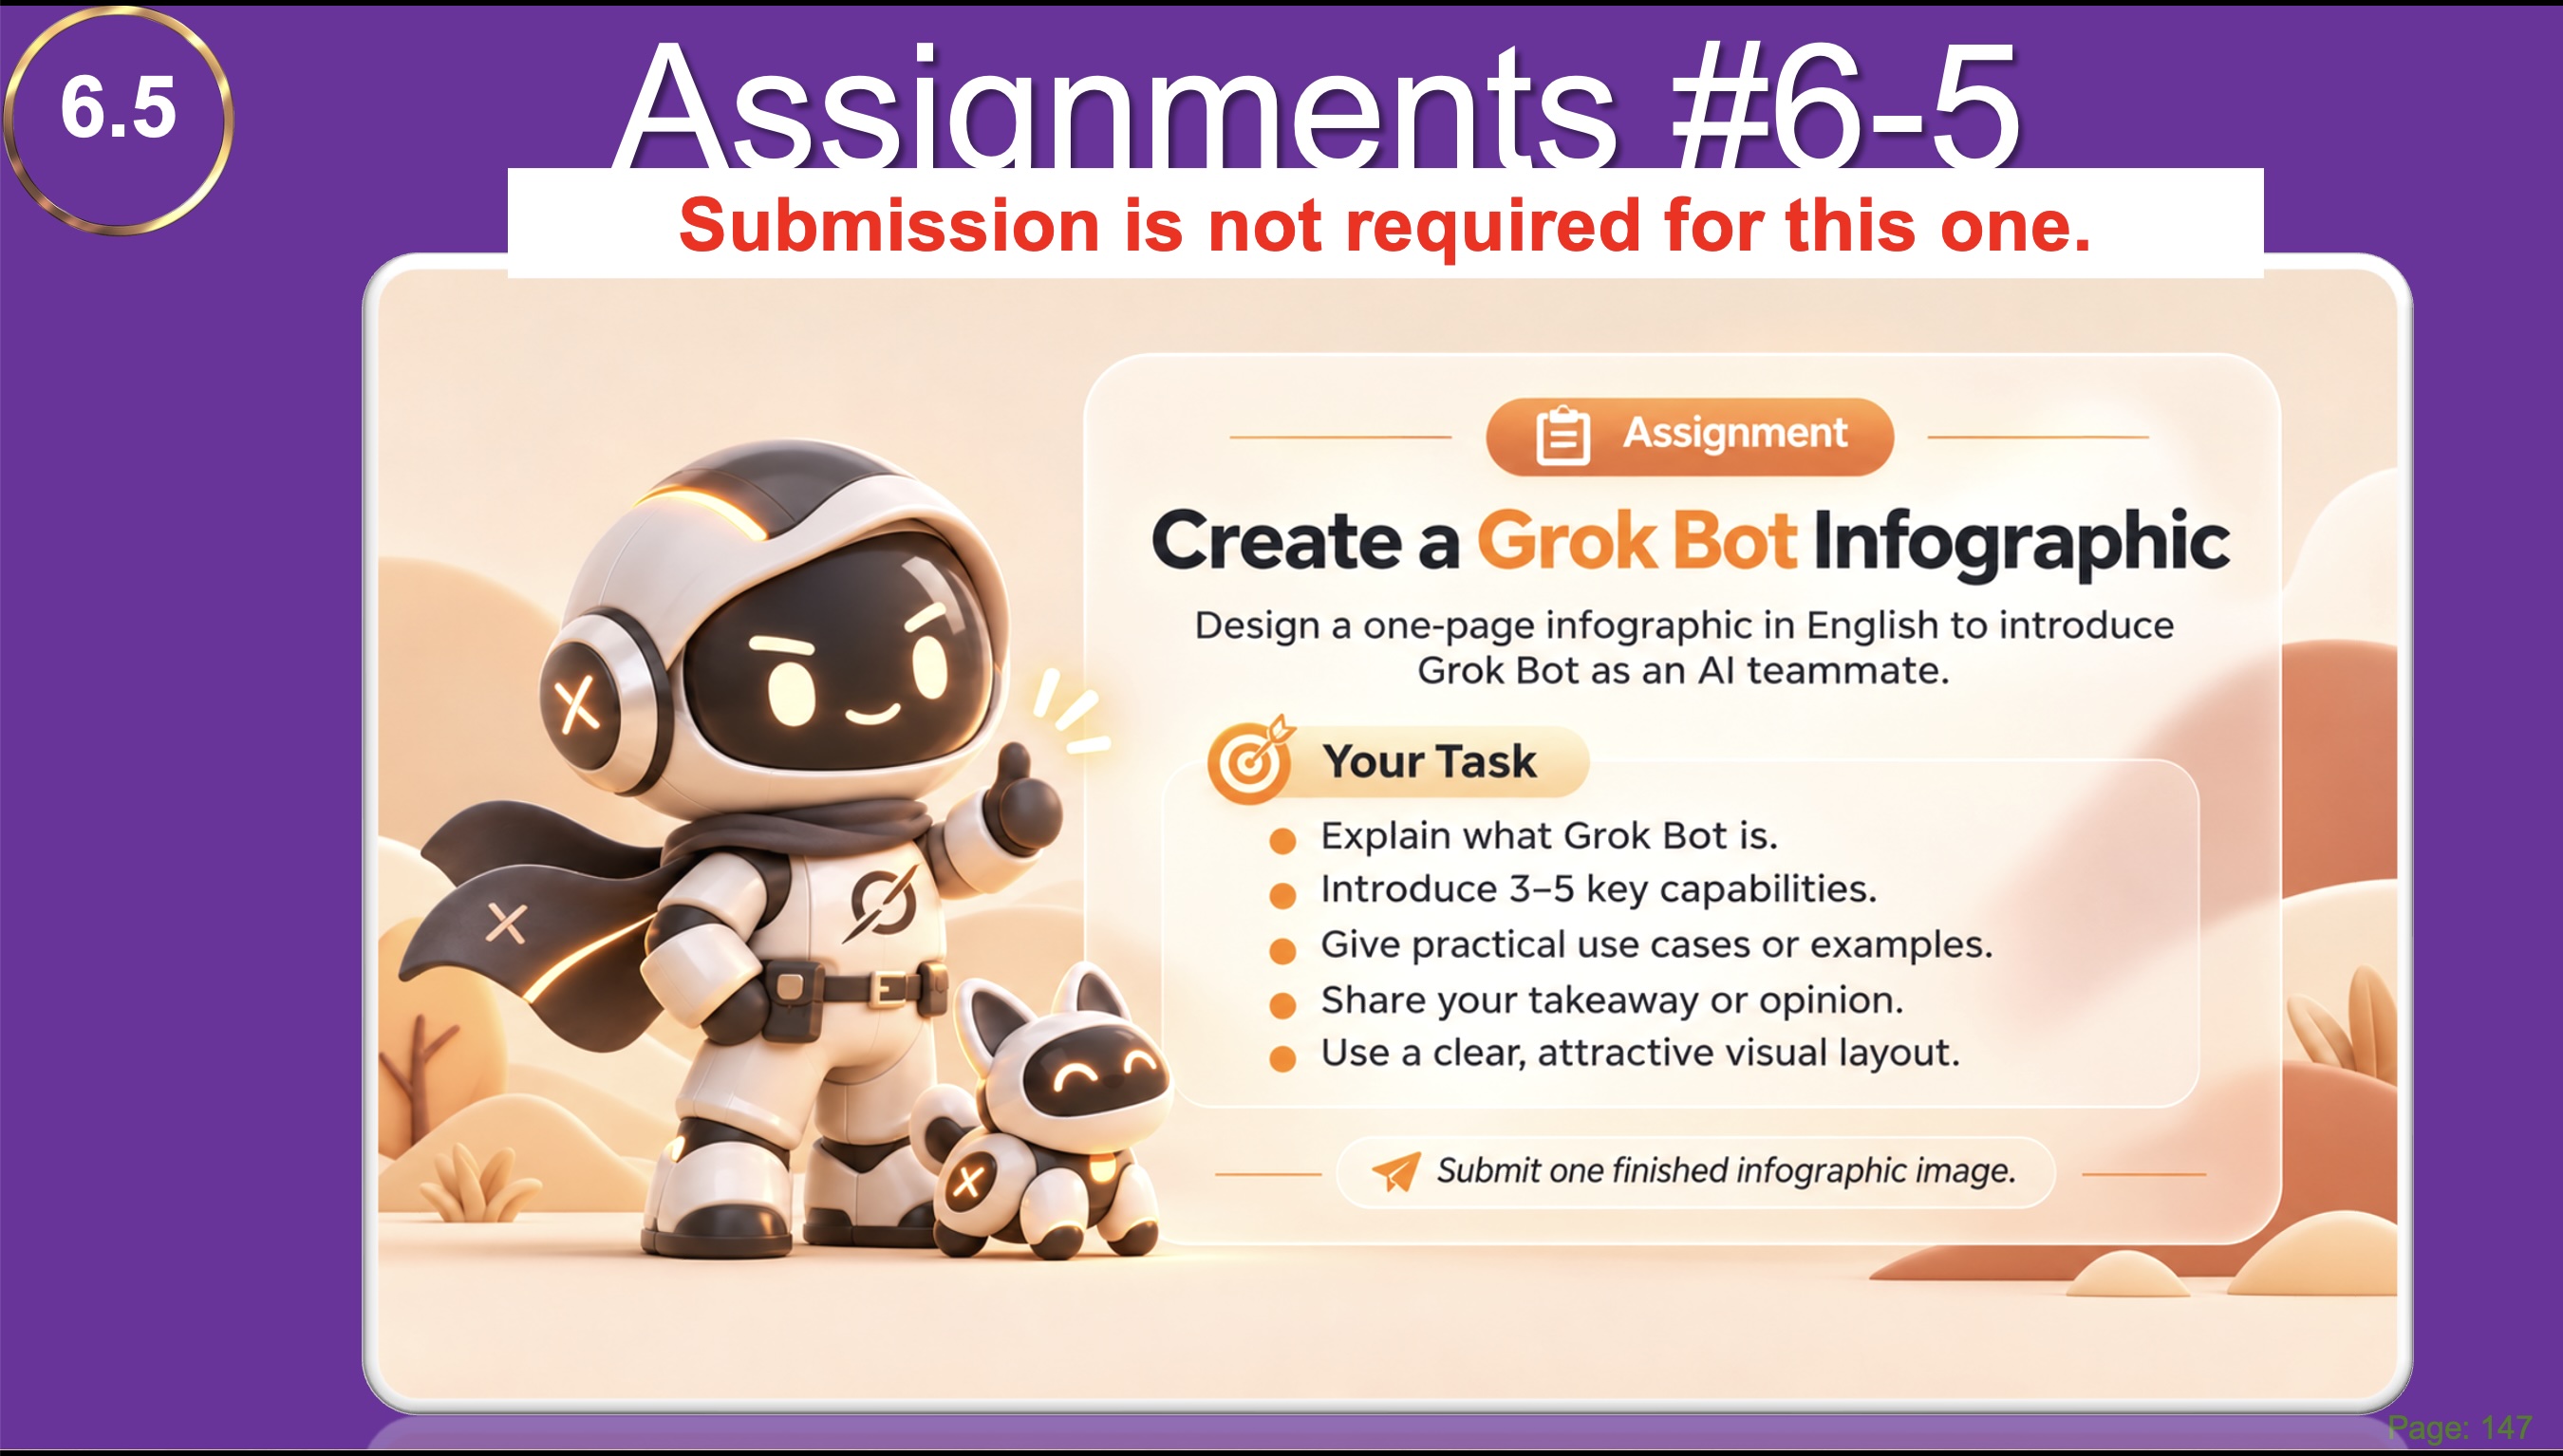 6.5
Assignments #6-5
Submission is not required for this one.
Assignment
Create a Grok Bot Infographic
Design a one-page infographic in English to introduce
Grok Bot as an AI teammate.
Your Task
Explain what Grok Bot is.
Introduce 3–5 key capabilities.
Give practical use cases or examples.
Share your takeaway or opinion.
Use a clear, attractive visual layout.
Submit one finished infographic image.
Page: 147